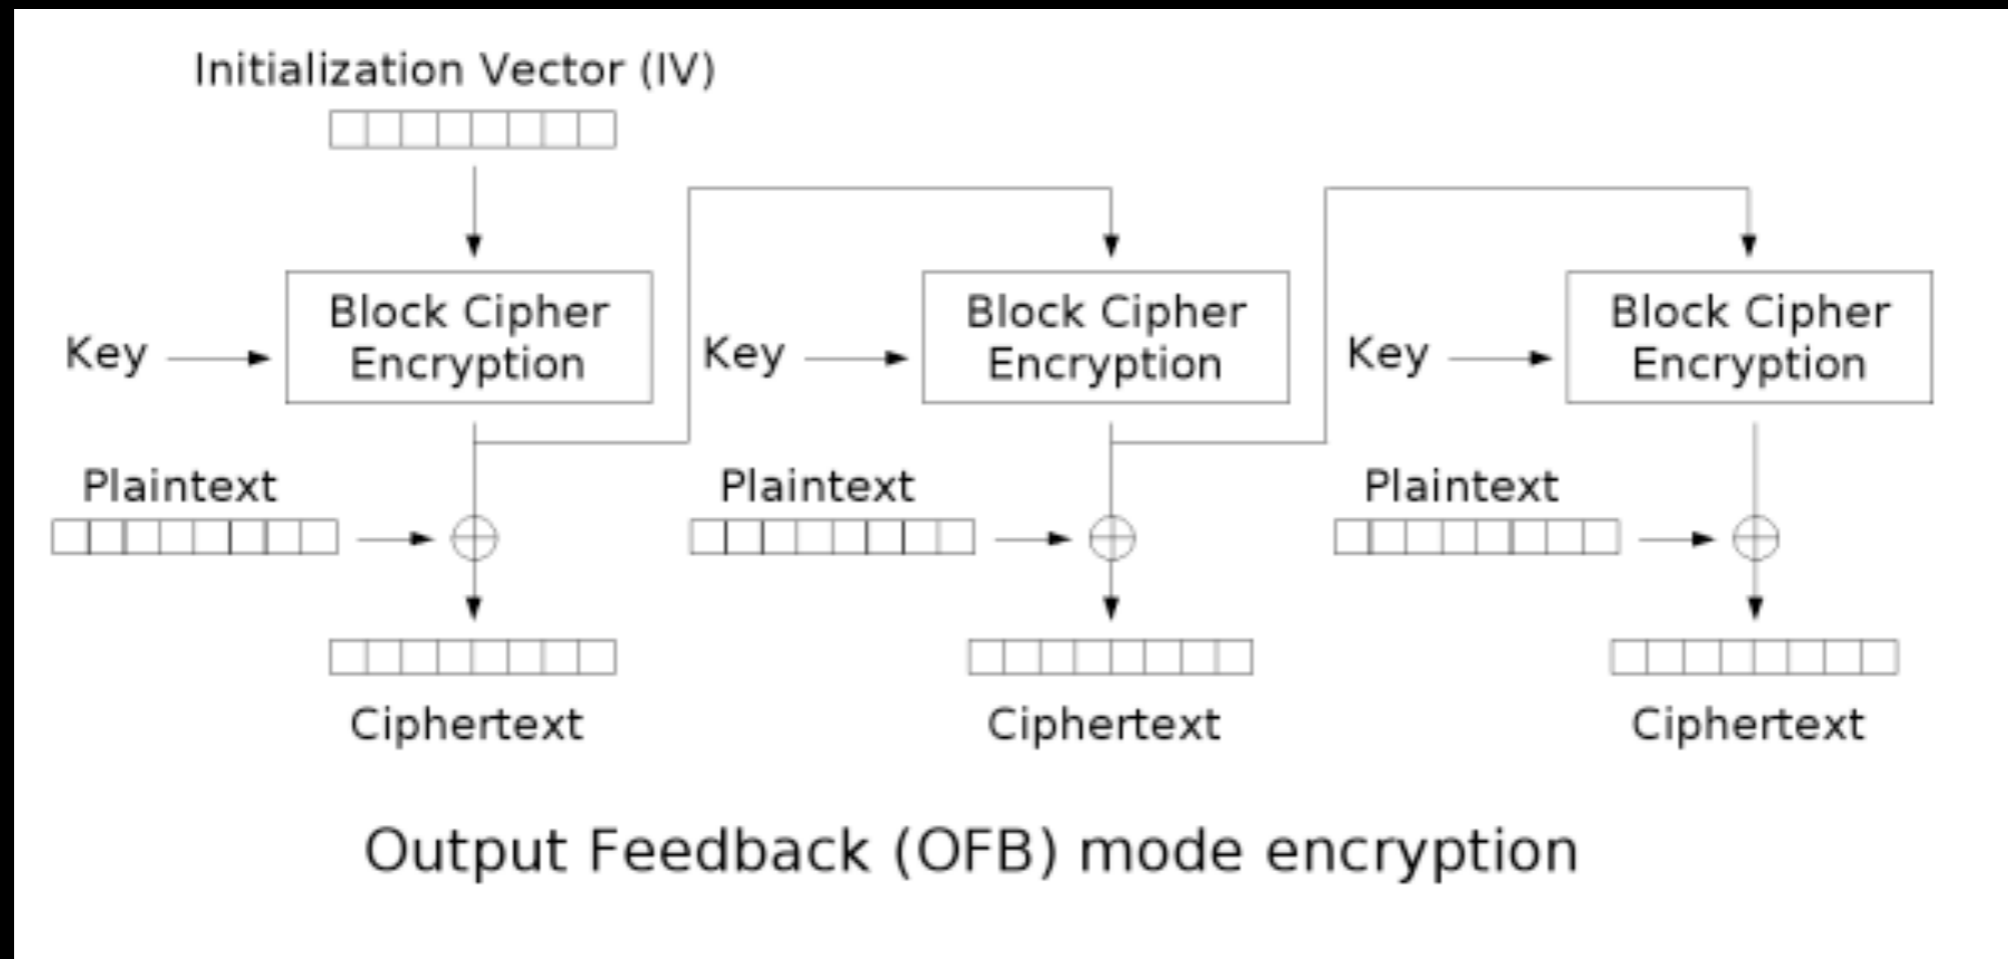 Initialization Vector (IV)
Key
Block Cipher
Encryption
Key
Block Cipher
Encryption
Key
Block Cipher
Encryption
Plaintext
Plaintext
Plaintext
Ciphertext
Ciphertext
Ciphertext
Output Feedback (OFB) mode encryption